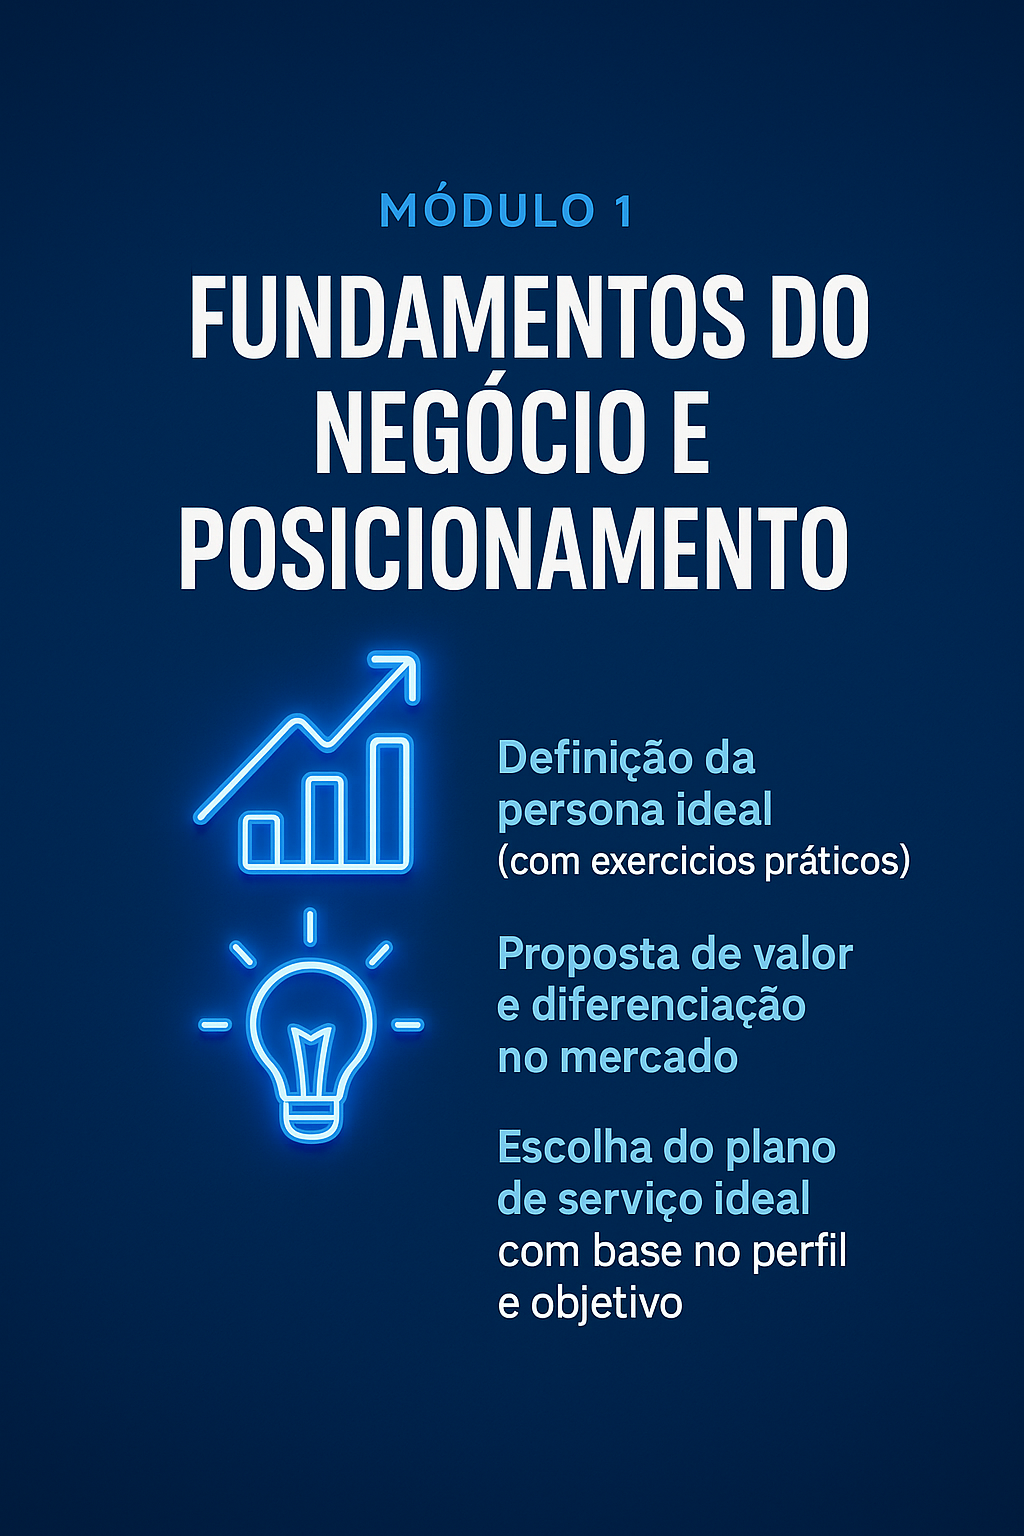 MÓDULO 1
FUNDAMENTOS DO
NEGÓCIO E
POSICIONAMENTO
Definição da
persona ideal
(com exercicios práticos)
Proposta de valor
e diferenciação
no mercado
Escolha do plano
de serviço ideal
com base no perfil
e objetivo